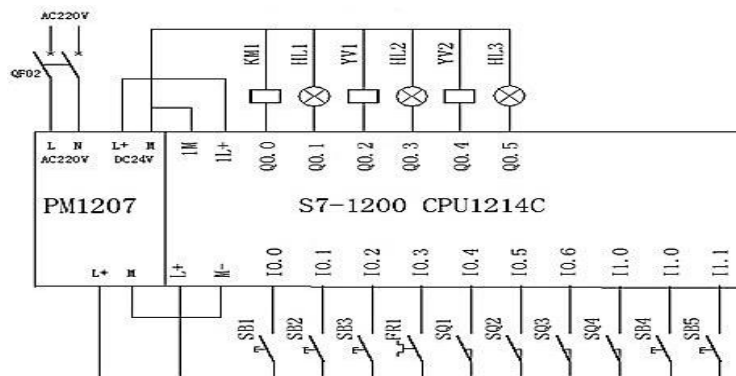 AC220V
QF02
KM1 HL1 YV1 HL2 YV2 HL3
L N L+ M 1M 1L+ Q0.0 Q0.1 Q0.2 Q0.3 Q0.4 Q0.5
AC220V DC24V
PM1207 S7-1200 CPU1214C
L+ M L+ M- I0.0 I0.1 I0.2 I0.3 I0.4 I0.5 I0.6 I1.0 I1.0 I1.1
SB1 SB2 SB3 FR1 SQ1 SQ2 SQ3 SQ4 SB4 SB5